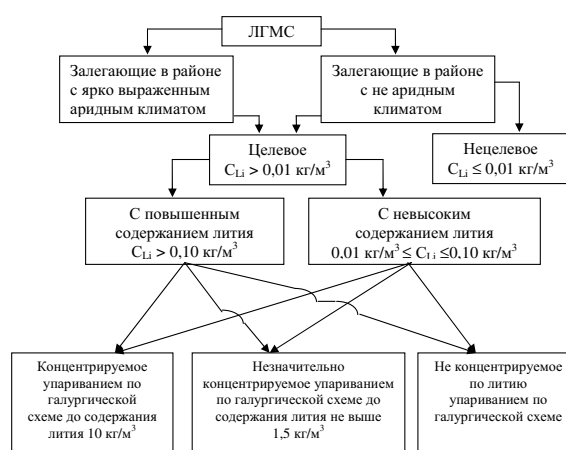 ЛГМС
Залегающие в районе
с ярко выраженным
аридным климатом
Залегающие в районе
с не аридным
климатом
Целевое
C_Li > 0,01 кг/м³
Нецелевое
C_Li ≤ 0,01 кг/м³
С повышенным
содержанием лития
C_Li > 0,10 кг/м³
С невысоким
содержанием лития
0,01 кг/м³ ≤ C_Li ≤0,10 кг/м³
Концентрируемое
упариванием по
галургической
схеме до содержания
лития 10 кг/м³
Незначительно
концентрируемое упариванием
по галургической схеме до
содержания лития не выше
1,5 кг/м³
Не концентрируемое
по литию
упариванием по
галургической схеме